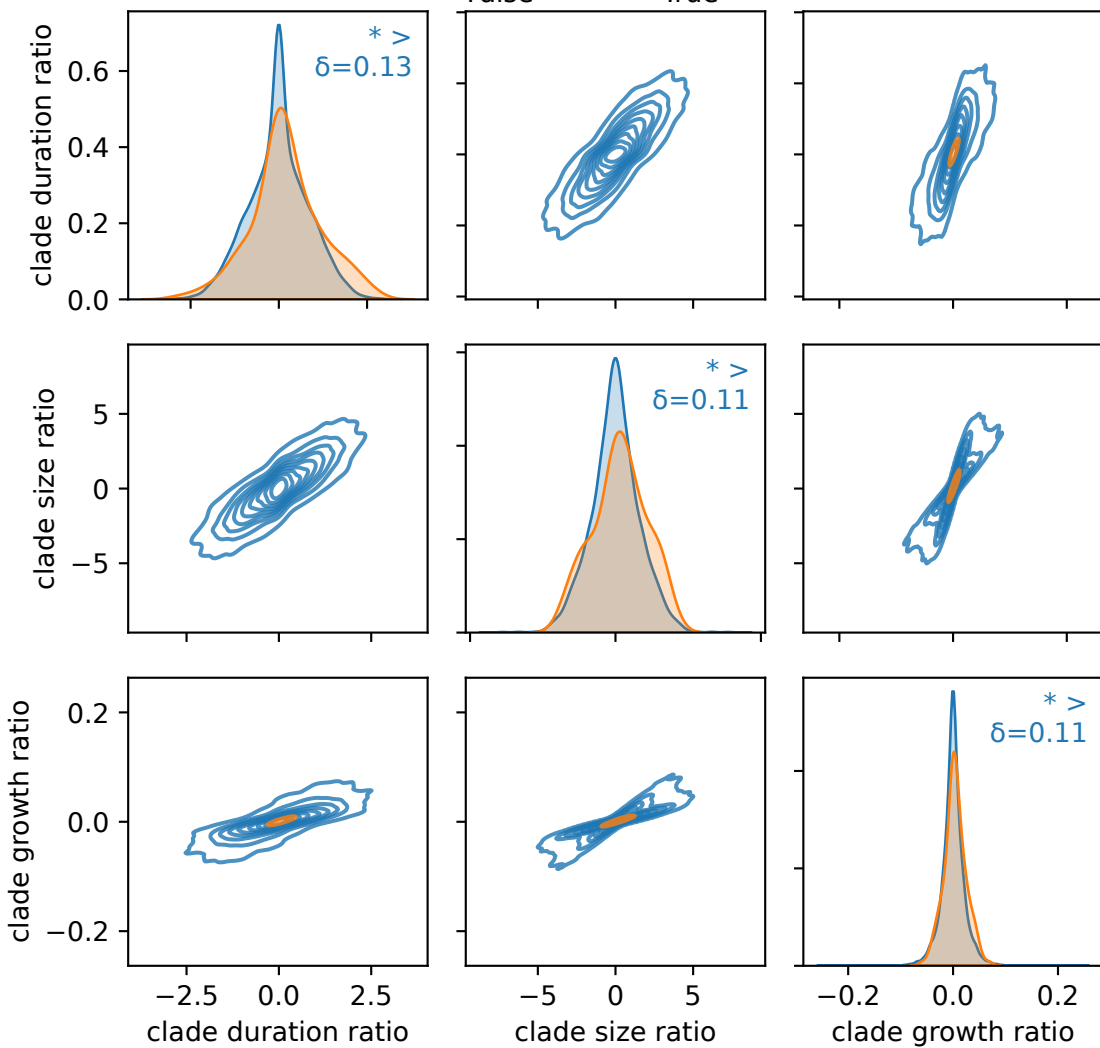 True
clade duration ratio
0.6
0.4
0.2
0.0
* >
δ=0.13
clade size ratio
5
0
−5
* >
δ=0.11
clade growth ratio
0.2
0.0
−0.2
* >
δ=0.11
−2.5 0.0 2.5
−5 0 5
−0.2 0.0 0.2
clade duration ratio
clade size ratio
clade growth ratio